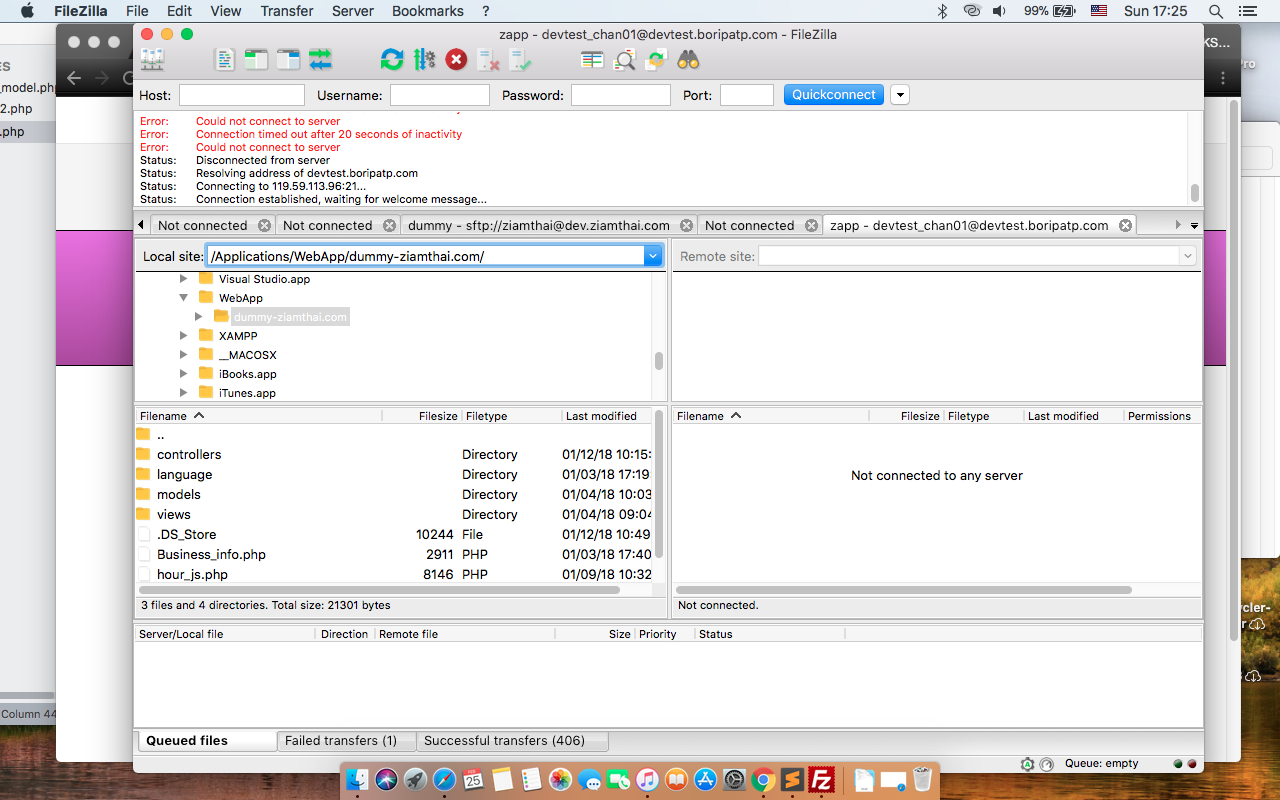 FileZilla File Edit View Transfer Server Bookmarks ? 99% Sun 17:25
zapp - devtest_chan01@devtest.boripatp.com - FileZilla
Host: Username: Password: Port: Quickconnect
Error: Could not connect to server
Error: Connection timed out after 20 seconds of inactivity
Error: Could not connect to server
Status: Disconnected from server
Status: Resolving address of devtest.boripatp.com
Status: Connecting to 119.59.113.96:21...
Status: Connection established, waiting for welcome message...
Not connected Not connected dummy - sftp://ziamthai@dev.ziamthai.com Not connected zapp - devtest_chan01@devtest.boripatp.com
Local site: /Applications/WebApp/dummy-ziamthai.com/ Remote site:
Visual Studio.app
WebApp
dummy-ziamthai.com
XAMPP
__MACOSX
iBooks.app
iTunes.app
Filename Filesize Filetype Last modified
..
controllers Directory 01/12/18 10:15:
language Directory 01/03/18 17:19
models Directory 01/04/18 10:03
views Directory 01/04/18 09:04
.DS_Store 10244 File 01/12/18 10:49
Business_info.php 2911 PHP 01/03/18 17:40
hour_js.php 8146 PHP 01/09/18 10:32
3 files and 4 directories. Total size: 21301 bytes
Filename Filesize Filetype Last modified Permissions
Not connected to any server
Not connected.
Server/Local file Direction Remote file Size Priority Status
Queued files Failed transfers (1) Successful transfers (406)
Queue: empty
ES
_model.php
2.php
.php
Column 44
KS...
ro
ycler-
r
s
FEB
25